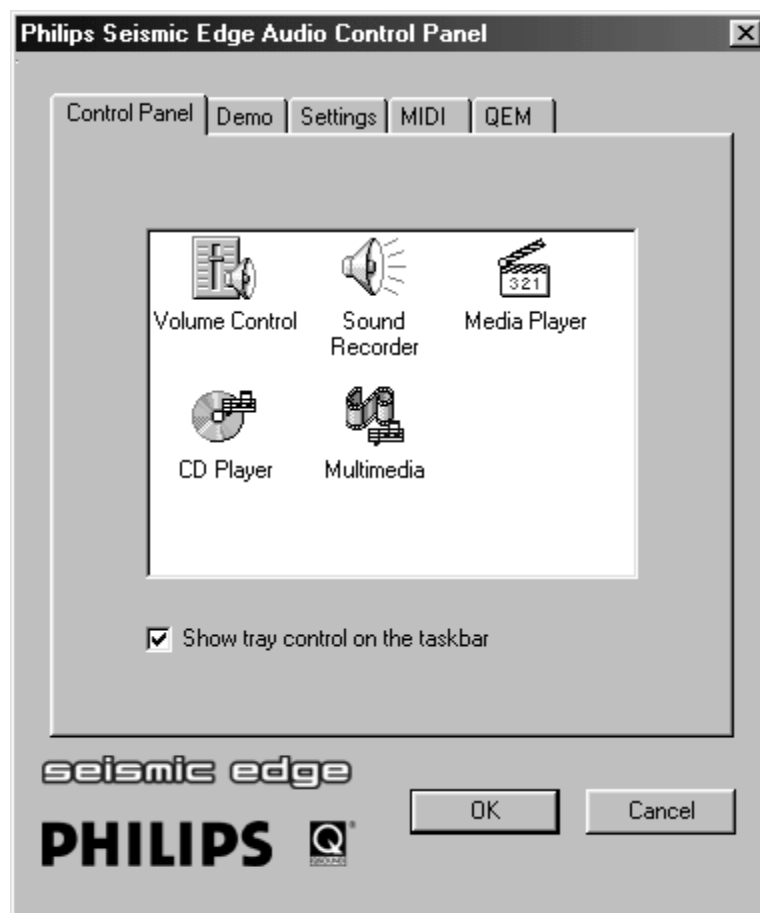 Philips Seismic Edge Audio Control Panel
Control Panel Demo Settings MIDI QEM
321
Volume Control Sound Recorder Media Player
CD Player Multimedia
Show tray control on the taskbar
seismic edge
OK Cancel
PHILIPS Q
QSOUND